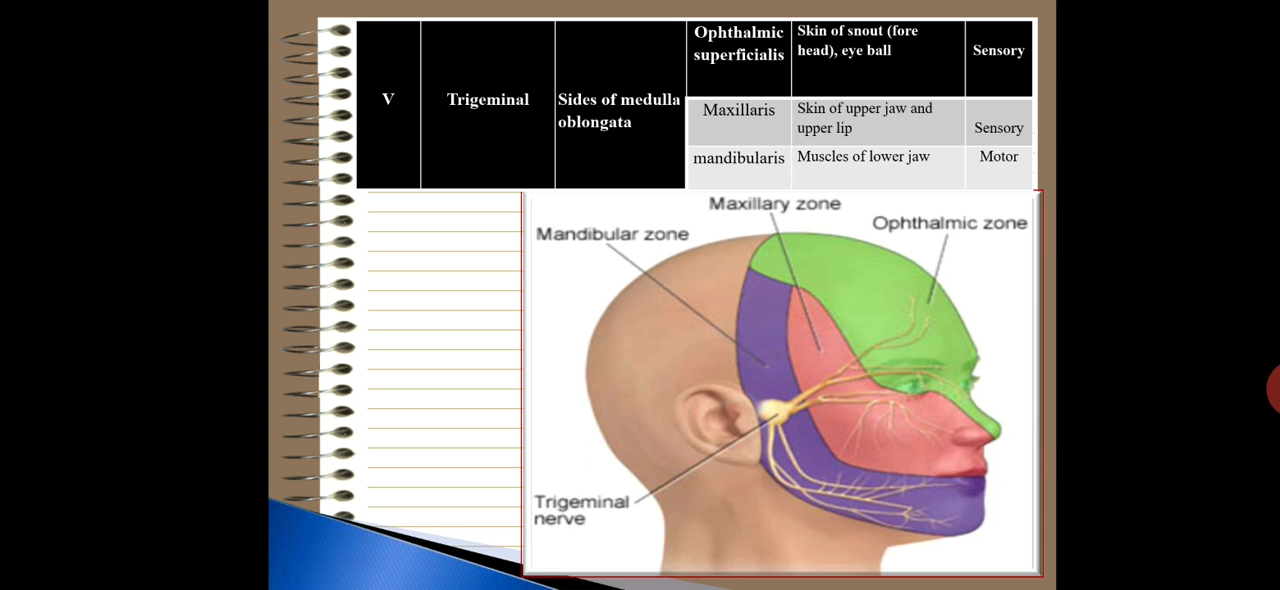 V
Trigeminal
Sides of medulla
oblongata
Ophthalmic
superficialis
Skin of snout (fore
head), eye ball
Sensory
Maxillaris
Skin of upper jaw and
upper lip
Sensory
mandibularis
Muscles of lower jaw
Motor
Maxillary zone
Ophthalmic zone
Mandibular zone
Trigeminal
nerve